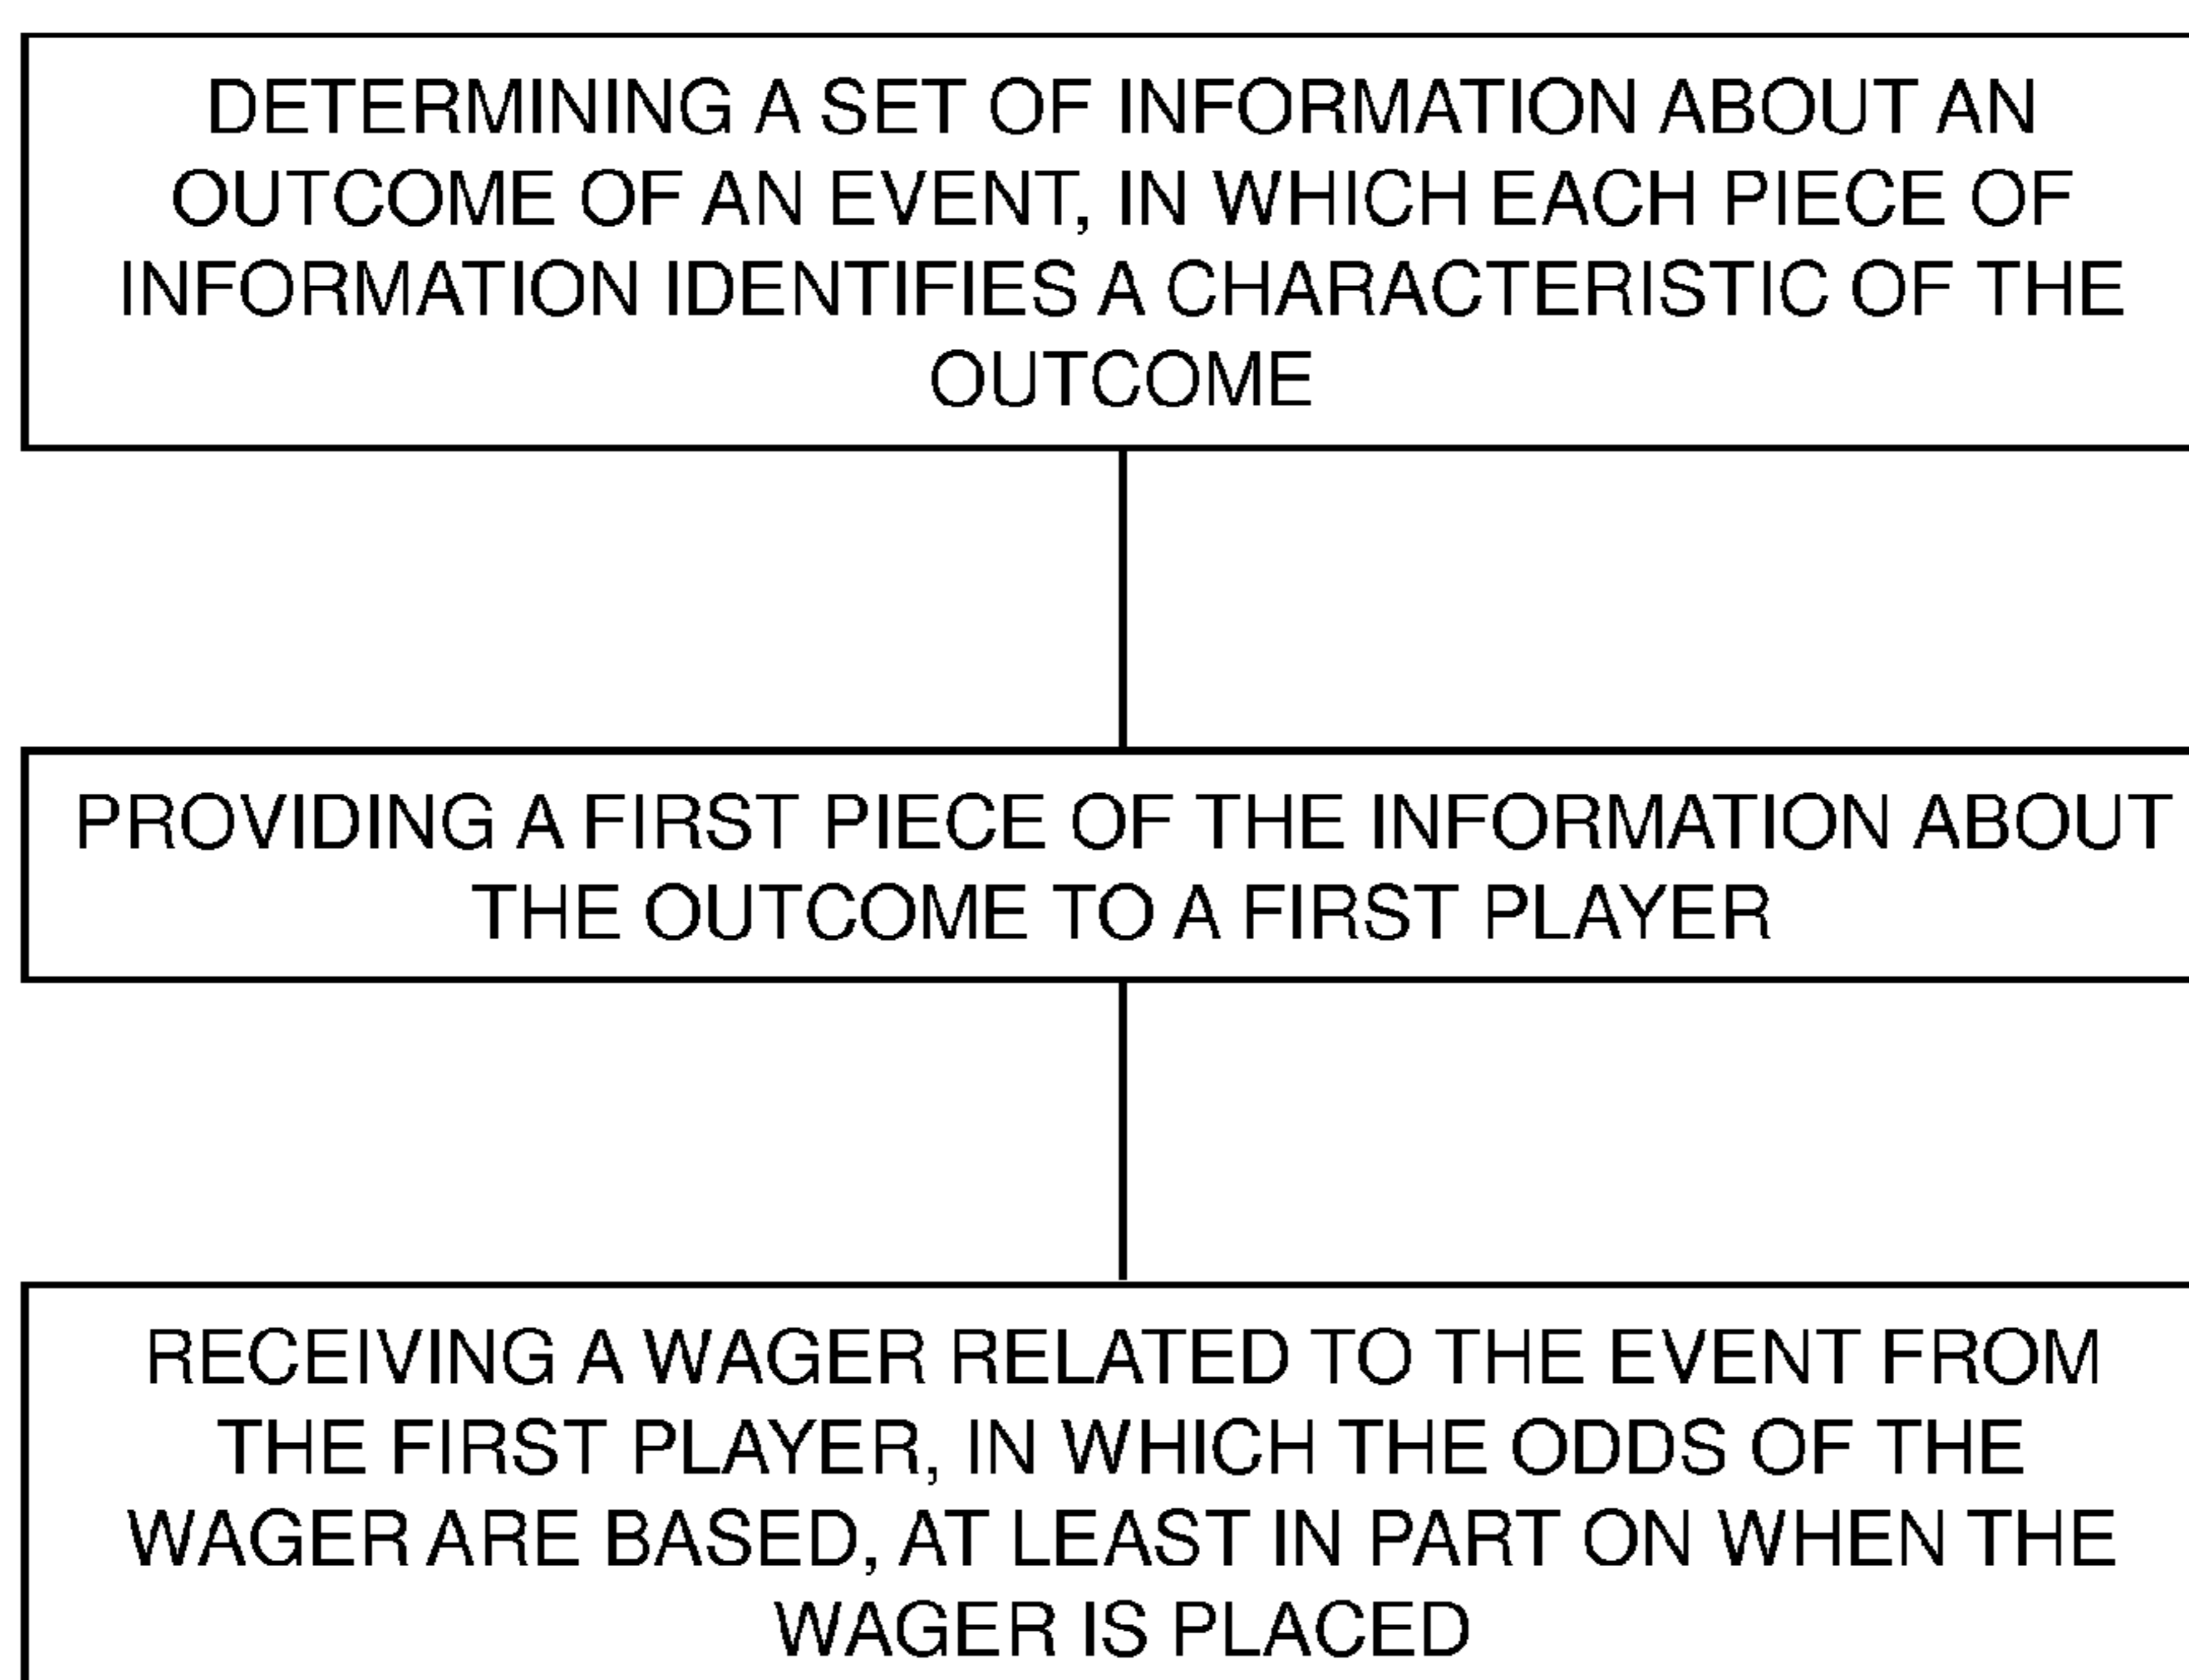 DETERMINING A SET OF INFORMATION ABOUT AN
OUTCOME OF AN EVENT, IN WHICH EACH PIECE OF
INFORMATION IDENTIFIES A CHARACTERISTIC OF THE
OUTCOME
PROVIDING A FIRST PIECE OF THE INFORMATION ABOUT
THE OUTCOME TO A FIRST PLAYER
RECEIVING A WAGER RELATED TO THE EVENT FROM
THE FIRST PLAYER, IN WHICH THE ODDS OF THE
WAGER ARE BASED, AT LEAST IN PART ON WHEN THE
WAGER IS PLACED